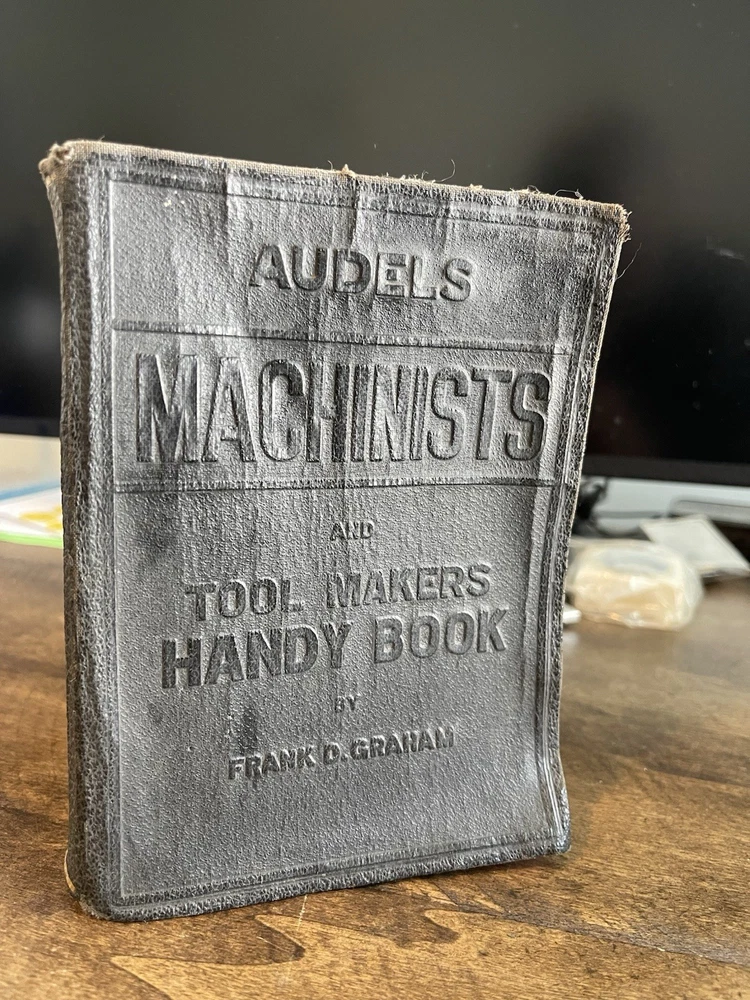 AUDELS
MACHINISTS
AND
TOOL MAKERS
HANDY BOOK
BY
FRANK D. GRAHAM